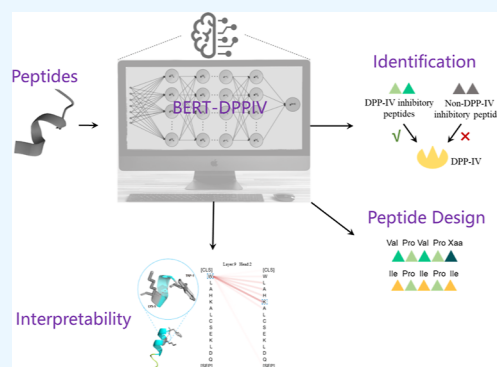 Peptides
BERT-DPPIV
Identification
DPP-IV inhibitory
peptides
Non-DPP-IV
inhibitory peptid
√
×
DPP-IV
Peptide Design
Val Pro Val Pro Xaa
Ile Pro Ile Pro Ile
Interpretability
Layer:9 Head:2
[CLS]
W
L
A
H
K
A
L
C
S
E
K
L
D
Q
[CLS]
W
L
A
H
K
A
L
C
S
E
K
L
D
Q